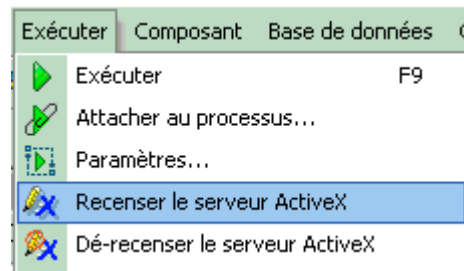 Exécuter Composant Base de données
Exécuter F9
Attacher au processus...
Paramètres...
Recenser le serveur ActiveX
Dé-recenser le serveur ActiveX